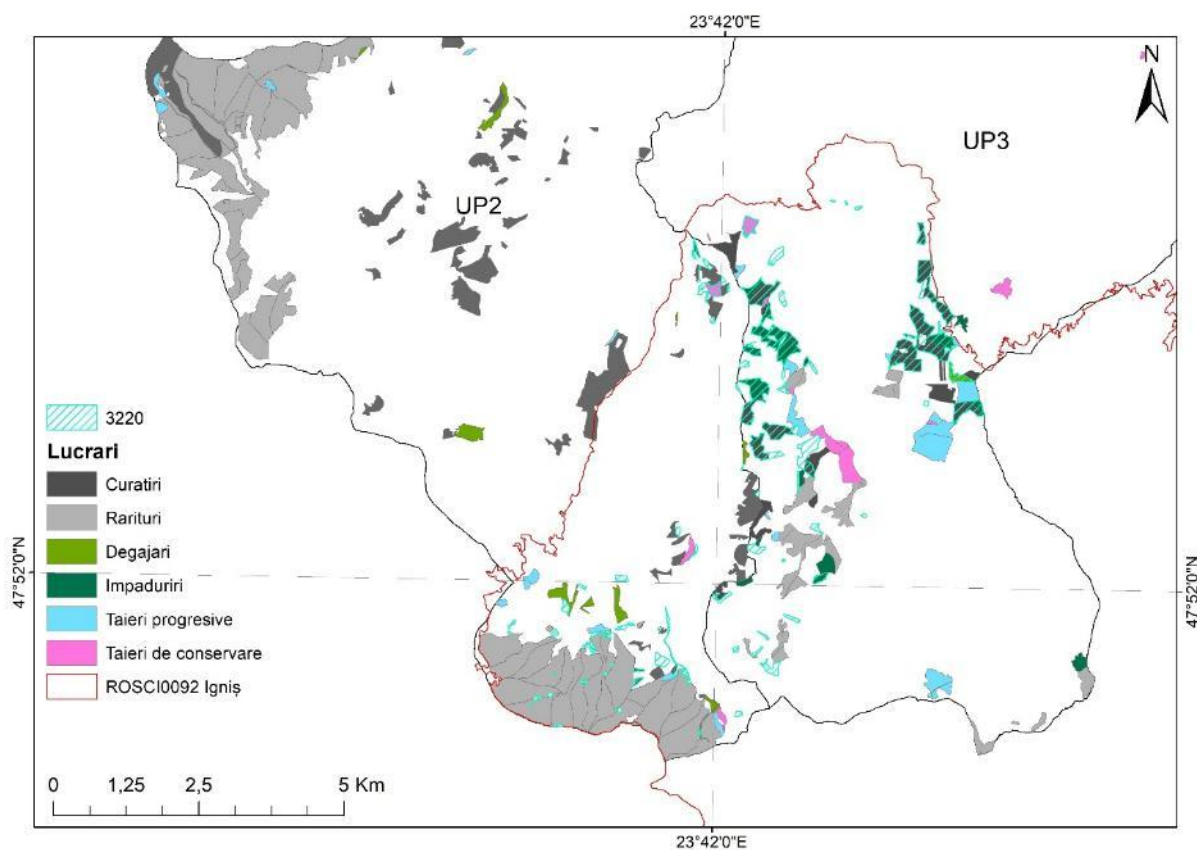 23°42'0"E
N
UP3
UP2
3220
Lucrari
Curatiri
Rarituri
Degajari
Impaduriri
Taieri progresive
Taieri de conservare
ROSCI0092 Igniș
47°52'0"N
47°52'0"N
0 1,25 2,5 5 Km
23°42'0"E